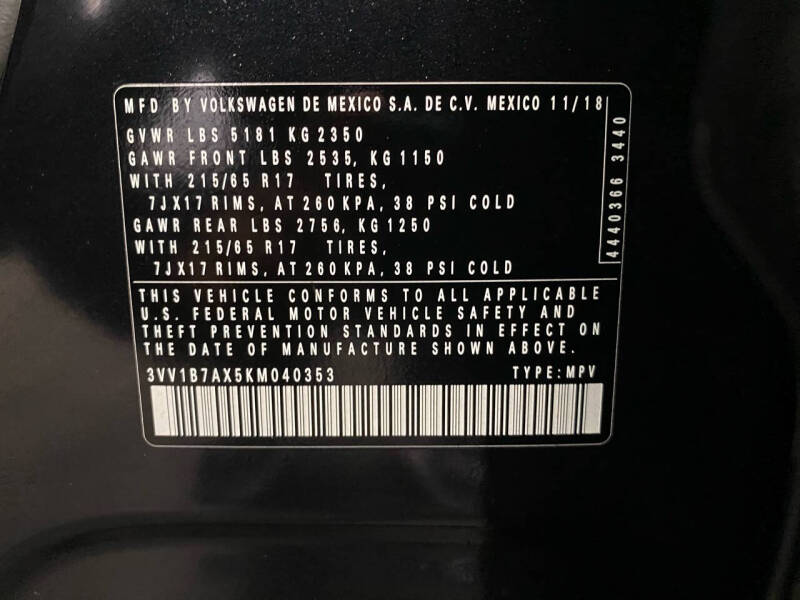 MFD BY VOLKSWAGEN DE MEXICO S.A. DE C.V. MEXICO 11/18
GVWR LBS 5181 KG 2350
GAWR FRONT LBS 2535, KG 1150
WITH 215/65 R17 TIRES,
7JX17 RIMS, AT 260 KPA, 38 PSI COLD
GAWR REAR LBS 2756, KG 1250
WITH 215/65 R17 TIRES,
7JX17 RIMS, AT 260 KPA, 38 PSI COLD
4440366 3440
THIS VEHICLE CONFORMS TO ALL APPLICABLE
U.S. FEDERAL MOTOR VEHICLE SAFETY AND
THEFT PREVENTION STANDARDS IN EFFECT ON
THE DATE OF MANUFACTURE SHOWN ABOVE.
3VV1B7AX5KM040353 TYPE: MPV